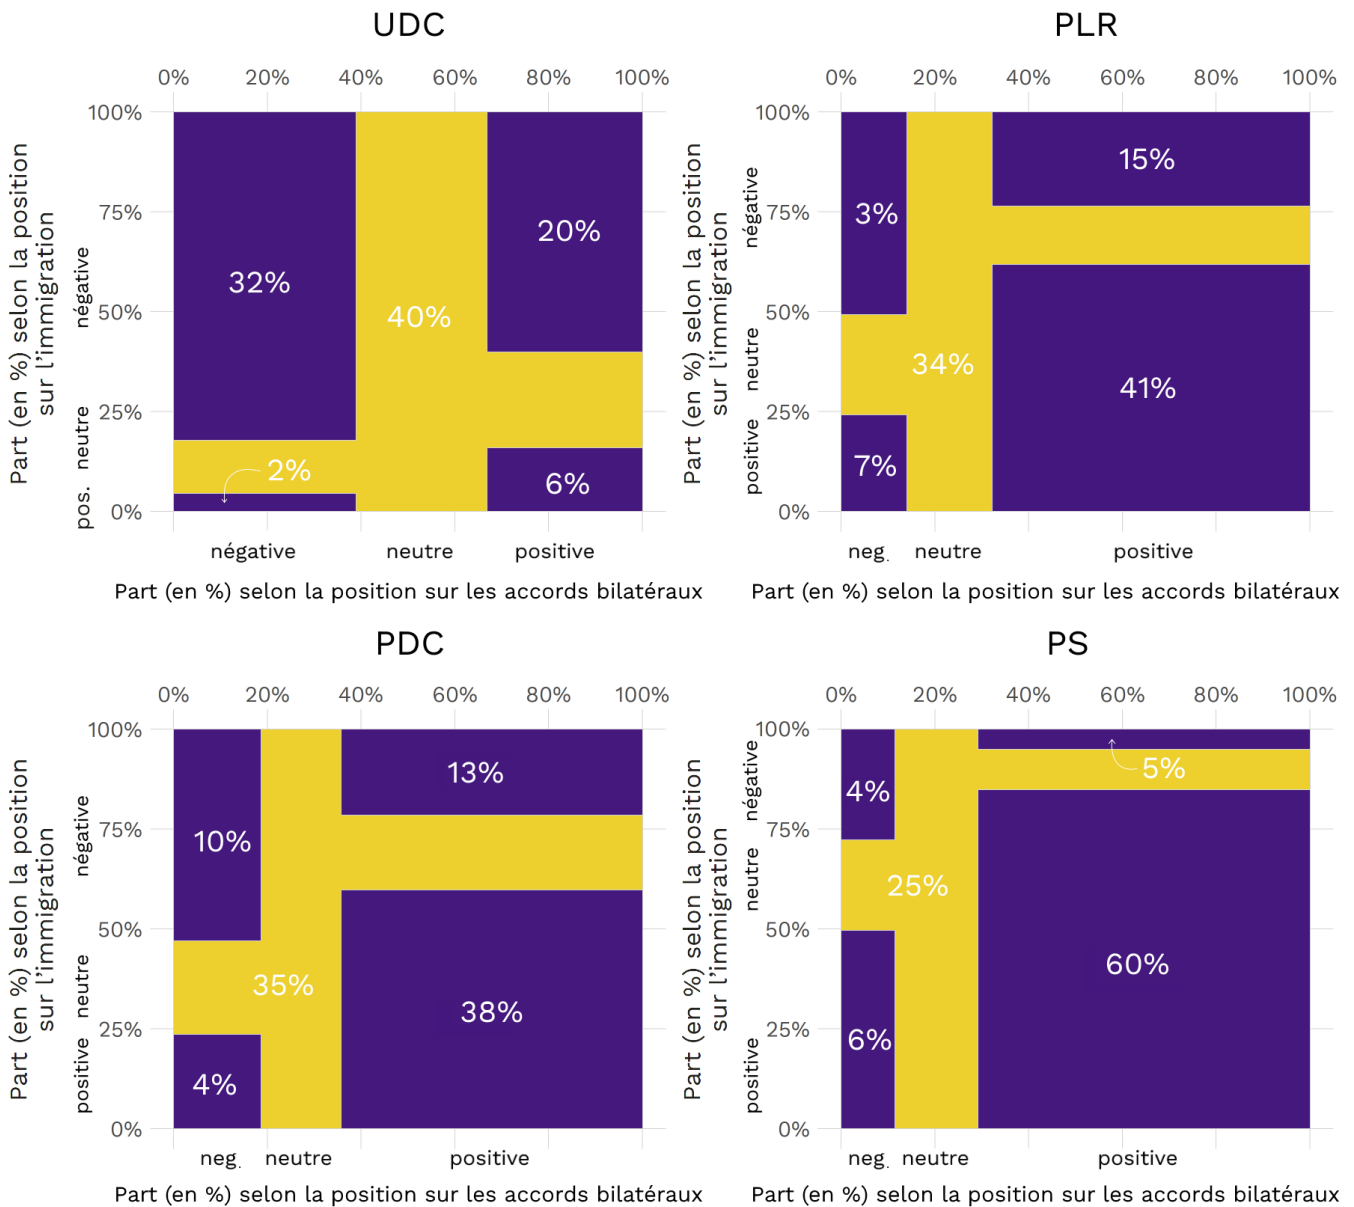 UDC
0% 20% 40% 60% 80% 100%
100%
75%
50%
25%
0%
Part (en %) selon la position
sur l'immigration
négative
neutre
pos.
32%
40%
20%
2%
6%
négative neutre positive
Part (en %) selon la position sur les accords bilatéraux
PLR
0% 20% 40% 60% 80% 100%
100%
75%
50%
25%
0%
Part (en %) selon la position
sur l'immigration
négative
neutre
positive
15%
3%
34%
41%
7%
neg. neutre positive
Part (en %) selon la position sur les accords bilatéraux
PDC
0% 20% 40% 60% 80% 100%
100%
75%
50%
25%
0%
Part (en %) selon la position
sur l'immigration
négative
neutre
positive
13%
10%
35%
38%
4%
neg. neutre positive
Part (en %) selon la position sur les accords bilatéraux
PS
0% 20% 40% 60% 80% 100%
100%
75%
50%
25%
0%
Part (en %) selon la position
sur l'immigration
négative
neutre
positive
5%
4%
25%
60%
6%
neg. neutre positive
Part (en %) selon la position sur les accords bilatéraux